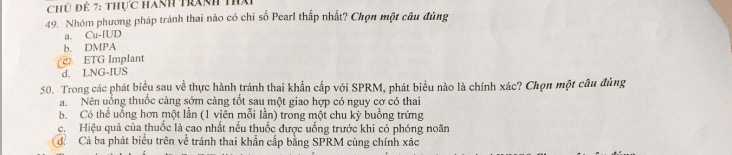 CHỦ ĐỀ 7: THỰC HÀNH TRÁNH THAI
49. Nhóm phương pháp tránh thai nào có chỉ số Pearl thấp nhất? Chọn một câu đúng
a. Cu-IUD
b. DMPA
c. ETG Implant
d. LNG-IUS
50. Trong các phát biểu sau về thực hành tránh thai khẩn cấp với SPRM, phát biểu nào là chính xác? Chọn một câu đúng
a. Nên uống thuốc càng sớm càng tốt sau một giao hợp có nguy cơ có thai
b. Có thể uống hơn một lần (1 viên mỗi lần) trong một chu kỳ buồng trứng
c. Hiệu quả của thuốc là cao nhất nếu thuốc được uống trước khi có phóng noãn
d. Cả ba phát biểu trên về tránh thai khẩn cấp bằng SPRM cùng chính xác